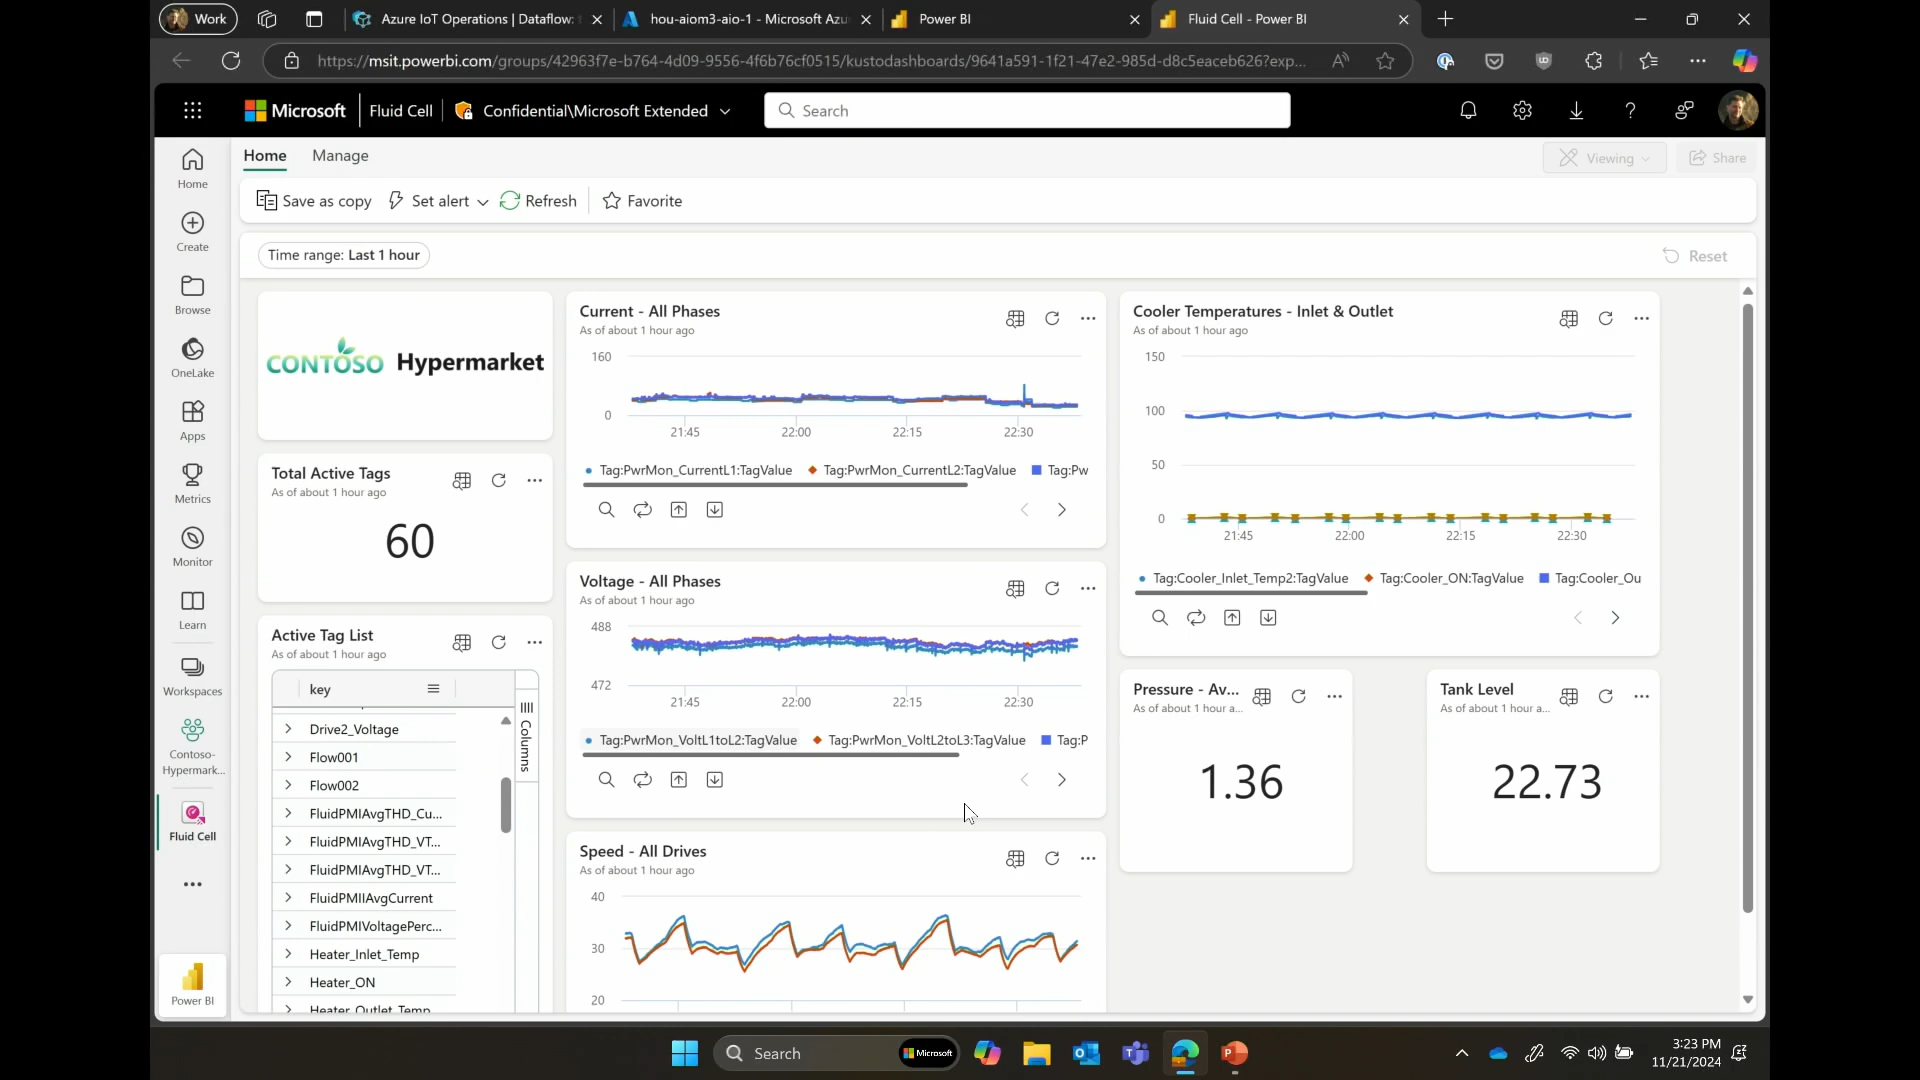 Work
Azure IoT Operations | Dataflow:
hou-aiom3-aio-1 - Microsoft Azu
Power BI
Fluid Cell - Power BI
https://msit.powerbi.com/groups/42963f7e-b764-4d09-9556-4f6b76cf0515/kustodashboards/9641a591-1f21-47e2-985d-d8c5eaceb626?exp...
Microsoft
Fluid Cell
Confidential\Microsoft Extended
Search
Home
Manage
Viewing
Share
Save as copy
Set alert
Refresh
Favorite
Time range: Last 1 hour
Reset
Home
Create
Browse
OneLake
Apps
Metrics
Monitor
Learn
Workspaces
Contoso-
Hypermark...
Fluid Cell
Power BI
CONTOSO Hypermarket
Total Active Tags
As of about 1 hour ago
60
Active Tag List
As of about 1 hour ago
key
Columns
Drive2_Voltage
Flow001
Flow002
FluidPMIAvgTHD_Cu...
FluidPMIAvgTHD_VT...
FluidPMIAvgTHD_VT...
FluidPMIIAvgCurrent
FluidPMIVoltagePerc...
Heater_Inlet_Temp
Heater_ON
Heater_Outlet_Temp
Current - All Phases
As of about 1 hour ago
160
0
21:45 22:00 22:15 22:30
Tag:PwrMon_CurrentL1:TagValue Tag:PwrMon_CurrentL2:TagValue Tag:Pw
Voltage - All Phases
As of about 1 hour ago
488
472
21:45 22:00 22:15 22:30
Tag:PwrMon_VoltL1toL2:TagValue Tag:PwrMon_VoltL2toL3:TagValue Tag:P
Speed - All Drives
As of about 1 hour ago
40
30
20
Cooler Temperatures - Inlet & Outlet
As of about 1 hour ago
150
100
50
0
21:45 22:00 22:15 22:30
Tag:Cooler_Inlet_Temp2:TagValue Tag:Cooler_ON:TagValue Tag:Cooler_Ou
Pressure - Av...
As of about 1 hour a...
1.36
Tank Level
As of about 1 hour a...
22.73
Search
Microsoft
3:23 PM
11/21/2024